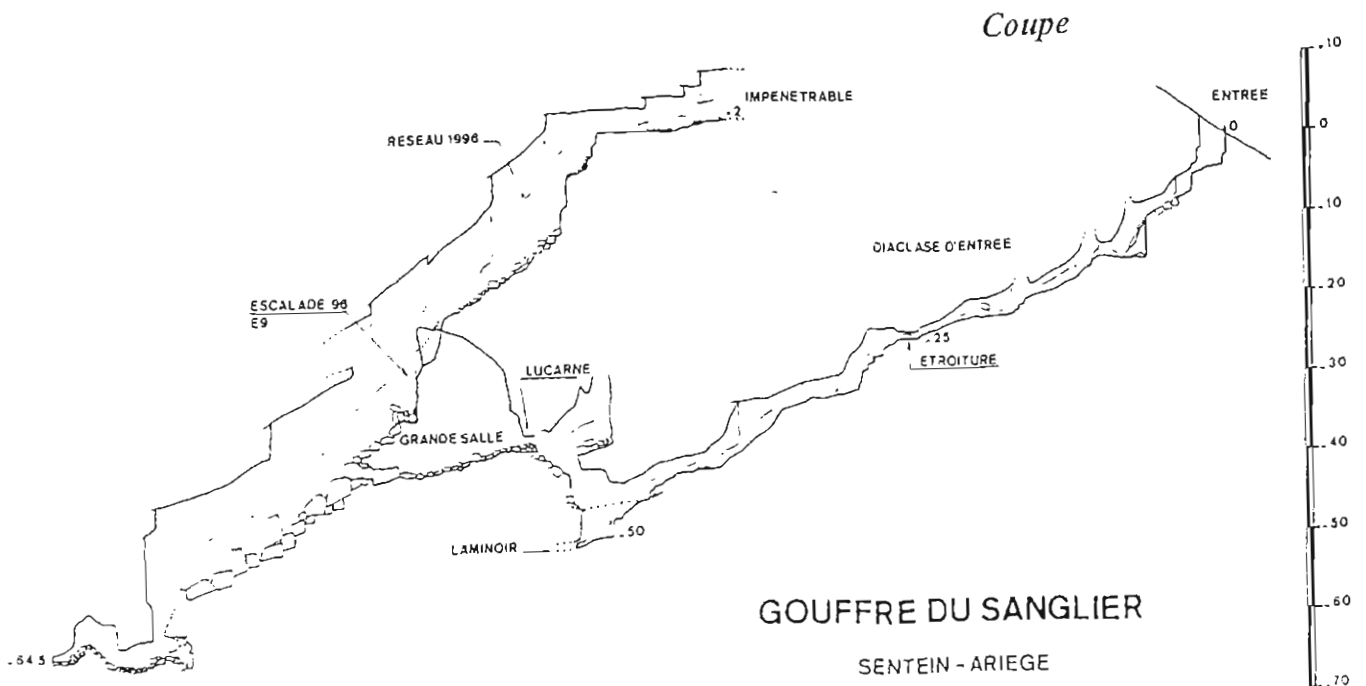 Coupe
.10
ENTREE
IMPENETRABLE
.2
0
.0
RESEAU 1996
.10
DIACLASE D'ENTREE
.20
ESCALADE 96
E9
.25
ETROITURE
.30
LUCARNE
GRANDE SALLE
.40
.50
.50
LAMINOIR
GOUFFRE DU SANGLIER
.60
.64.5
SENTEIN - ARIEGE
.70